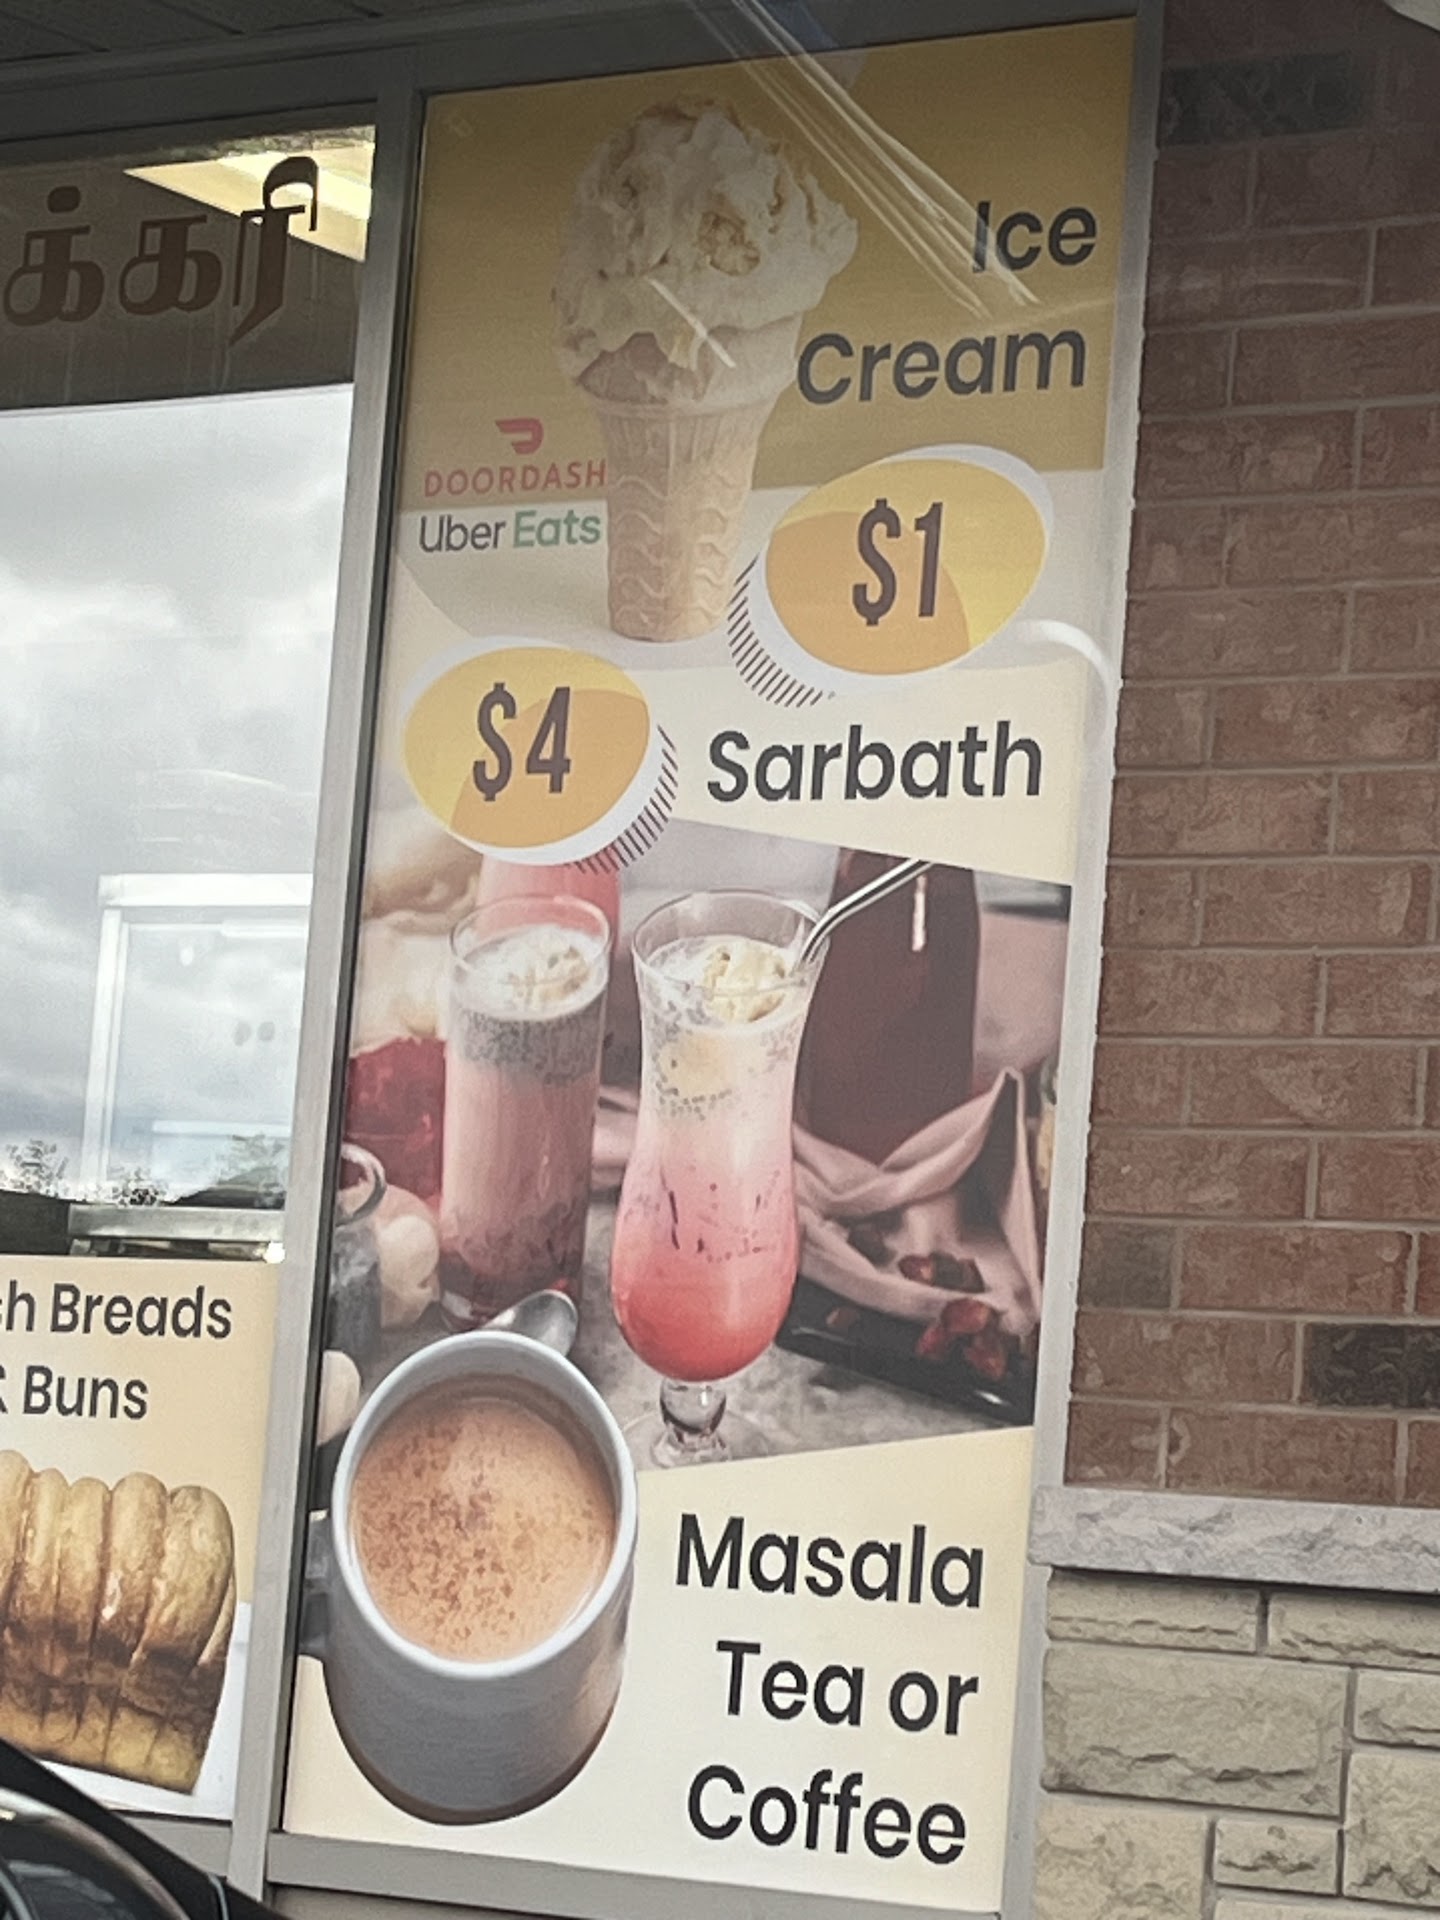 க்கரி
Ice
Cream
DOORDASH
Uber Eats
$1
$4
Sarbath
Breads
Buns
Masala
Tea or
Coffee